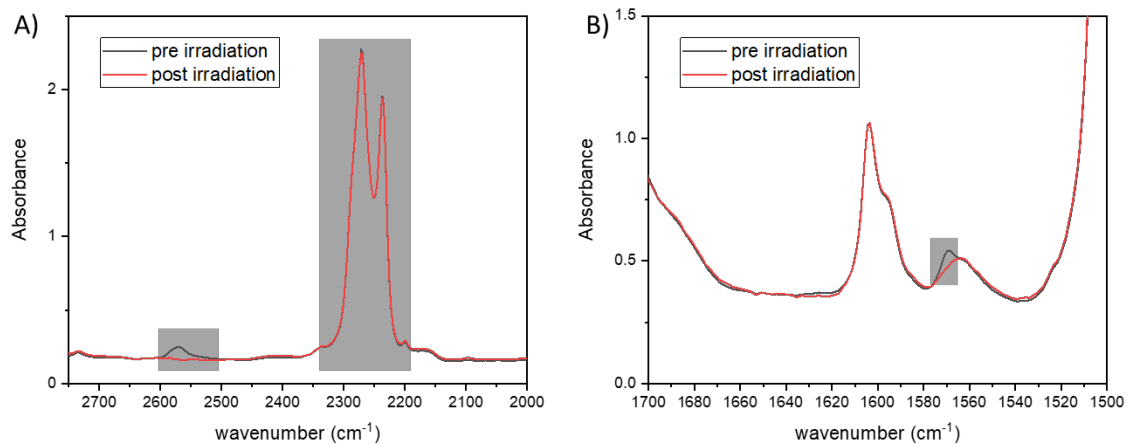 A)
pre irradiation
post irradiation
Absorbance
2
1
0
2700 2600 2500 2400 2300 2200 2100 2000
wavenumber (cm⁻¹)
B)
pre irradiation
post irradiation
Absorbance
1.5
1.0
0.5
0.0
1700 1680 1660 1640 1620 1600 1580 1560 1540 1520 1500
wavenumber (cm⁻¹)